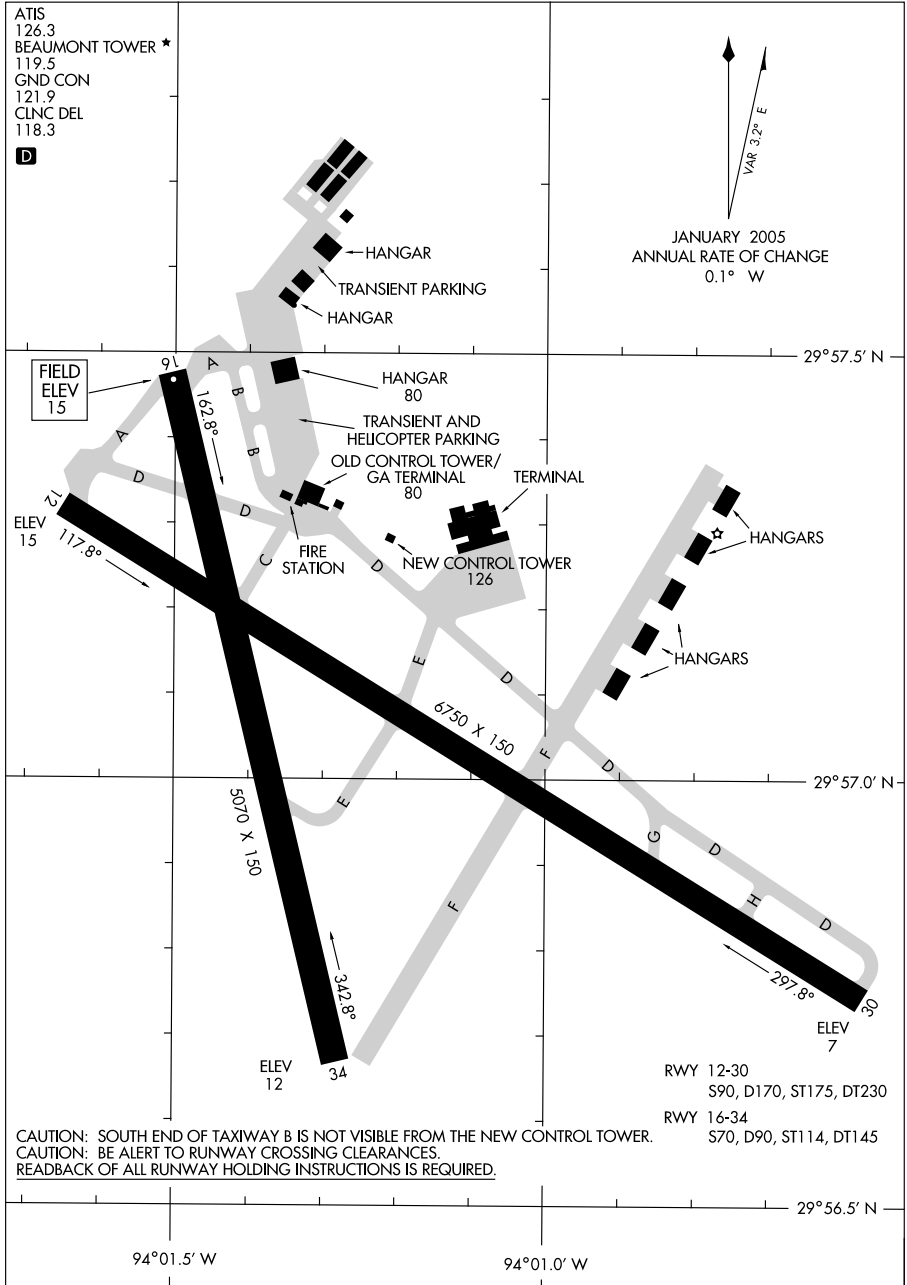 ATIS
126.3
BEAUMONT TOWER
119.5
GND CON
121.9
CLNC DEL
118.3
D
VAR 3.2° E
JANUARY 2005
ANNUAL RATE OF CHANGE
0.1° W
HANGAR
TRANSIENT PARKING
HANGAR
29°57.5' N
FIELD
ELEV
15
16
A
B
B
162.8°
HANGAR
80
TRANSIENT AND
HELICOPTER PARKING
OLD CONTROL TOWER/
GA TERMINAL
80
TERMINAL
A
D
D
12
ELEV
15
117.8°
C
FIRE
STATION
D
NEW CONTROL TOWER
126
HANGARS
HANGARS
E
D
6750 X 150
F
D
29°57.0' N
E
5070 X 150
G
D
H
D
F
342.8°
297.8°
30
ELEV
7
ELEV
12
34
RWY 12-30
S90, D170, ST175, DT230
RWY 16-34
S70, D90, ST114, DT145
CAUTION: SOUTH END OF TAXIWAY B IS NOT VISIBLE FROM THE NEW CONTROL TOWER.
CAUTION: BE ALERT TO RUNWAY CROSSING CLEARANCES.
READBACK OF ALL RUNWAY HOLDING INSTRUCTIONS IS REQUIRED.
29°56.5' N
94°01.5' W
94°01.0' W